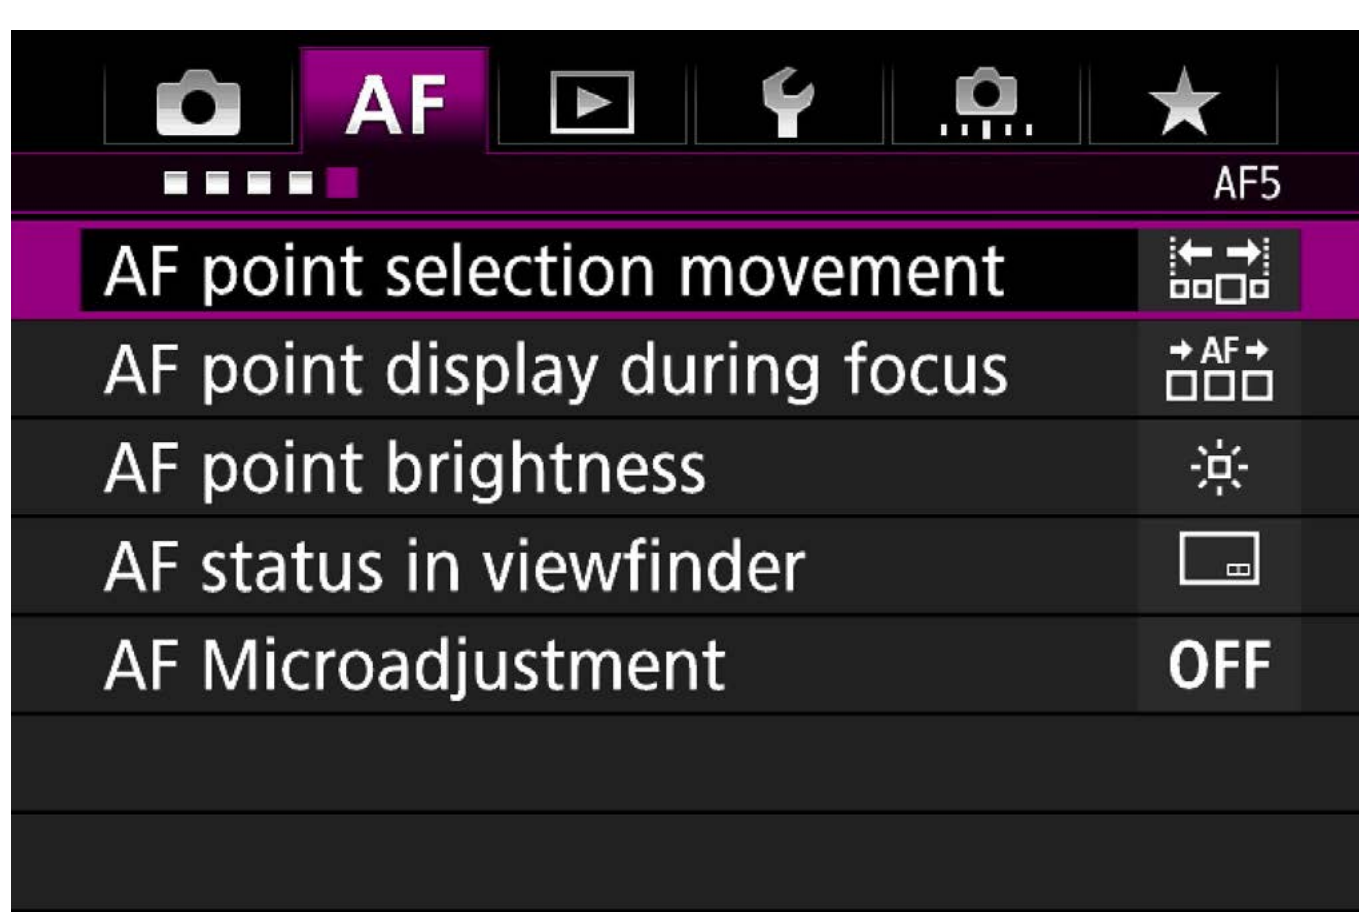 AF
AF5
AF point selection movement
AF point display during focus
AF
AF point brightness
AF status in viewfinder
AF Microadjustment
OFF